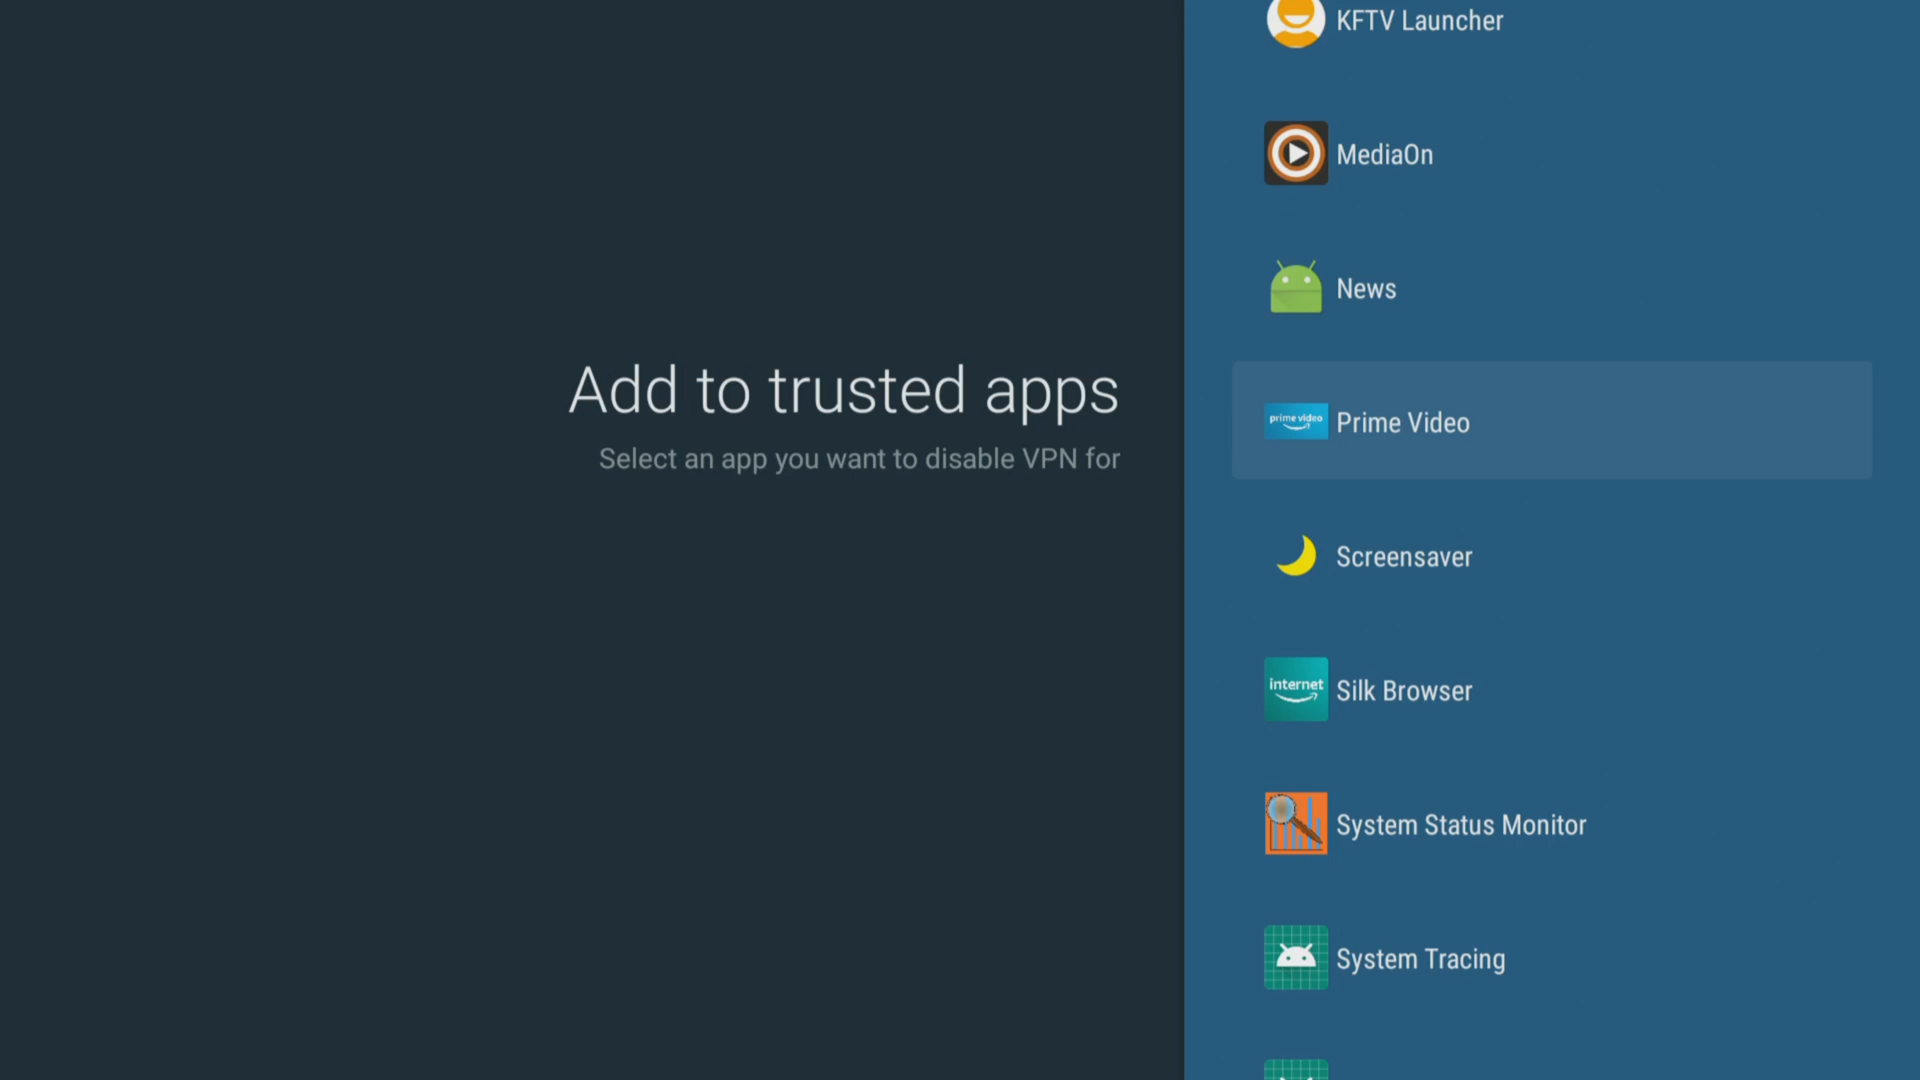 Add to trusted apps
Select an app you want to disable VPN for
KFTV Launcher
MediaOn
News
prime video
Prime Video
Screensaver
internet
Silk Browser
System Status Monitor
System Tracing